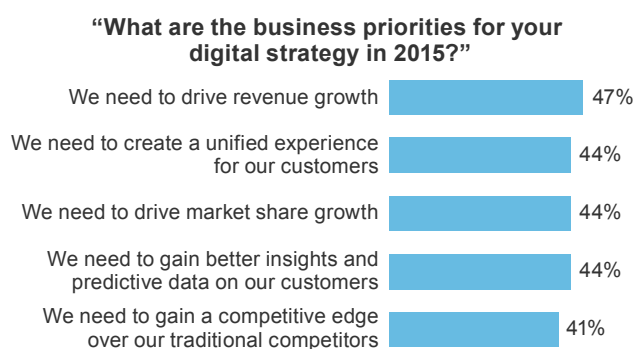 “What are the business priorities for your
digital strategy in 2015?”
We need to drive revenue growth 47%
We need to create a unified experience
for our customers 44%
We need to drive market share growth 44%
We need to gain better insights and
predictive data on our customers 44%
We need to gain a competitive edge
over our traditional competitors 41%